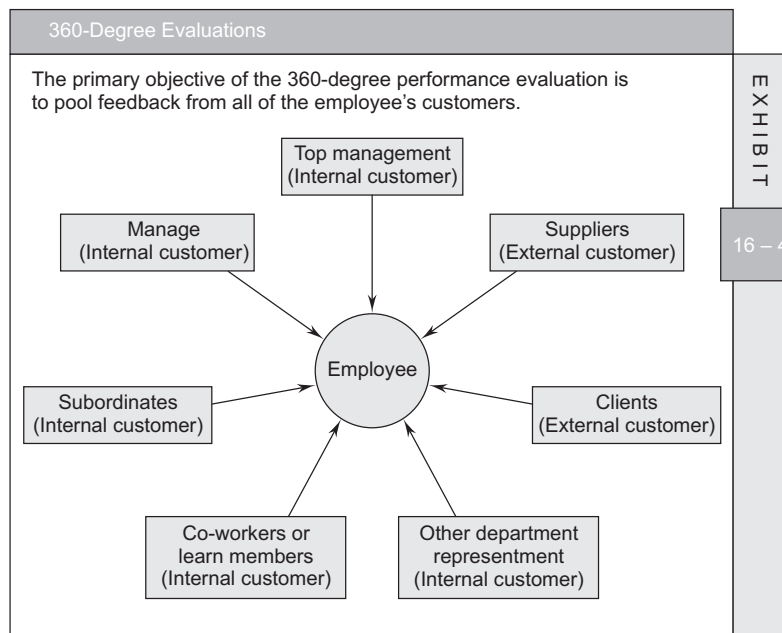 360-Degree Evaluations
The primary objective of the 360-degree performance evaluation is
to pool feedback from all of the employee's customers.
EXHIBIT
16 – 4
Top management
(Internal customer)
Manage
(Internal customer)
Suppliers
(External customer)
Employee
Subordinates
(Internal customer)
Clients
(External customer)
Co-workers or
learn members
(Internal customer)
Other department
representment
(Internal customer)